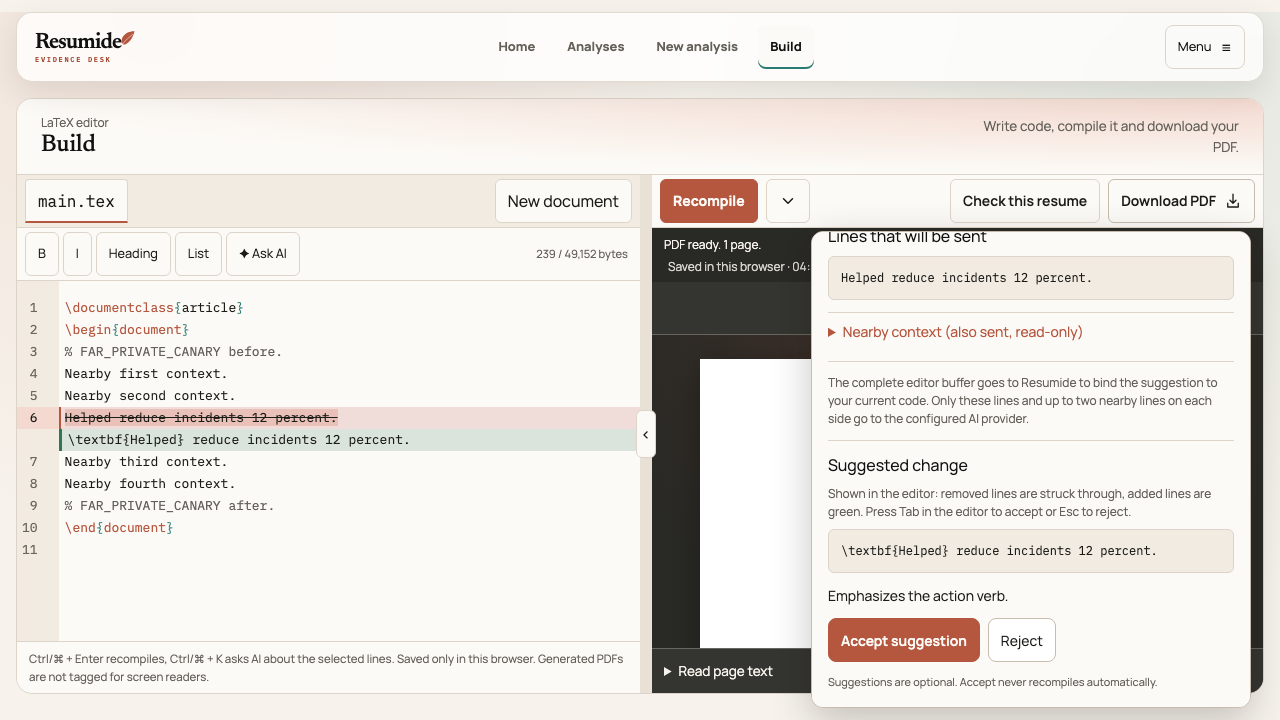 Resumide
EVIDENCE DESK
Home
Analyses
New analysis
Build
Menu ≡
LaTeX editor
Build
Write code, compile it and download your
PDF.
main.tex
New document
B
I
Heading
List
✦ Ask AI
239 / 49,152 bytes
1 \documentclass{article}
2 \begin{document}
3 % FAR_PRIVATE_CANARY before.
4 Nearby first context.
5 Nearby second context.
6 Helped reduce incidents 12 percent.
\textbf{Helped} reduce incidents 12 percent.
7 Nearby third context.
8 Nearby fourth context.
9 % FAR_PRIVATE_CANARY after.
10 \end{document}
11
Ctrl/⌘ + Enter recompiles, Ctrl/⌘ + K asks AI about the selected lines. Saved only in this browser. Generated PDFs
are not tagged for screen readers.
Recompile
Check this resume
Download PDF
PDF ready. 1 page.
Saved in this browser · 04:
Read page text
Lines that will be sent
Helped reduce incidents 12 percent.
Nearby context (also sent, read-only)
The complete editor buffer goes to Resumide to bind the suggestion to
your current code. Only these lines and up to two nearby lines on each
side go to the configured AI provider.
Suggested change
Shown in the editor: removed lines are struck through, added lines are
green. Press Tab in the editor to accept or Esc to reject.
\textbf{Helped} reduce incidents 12 percent.
Emphasizes the action verb.
Accept suggestion
Reject
Suggestions are optional. Accept never recompiles automatically.